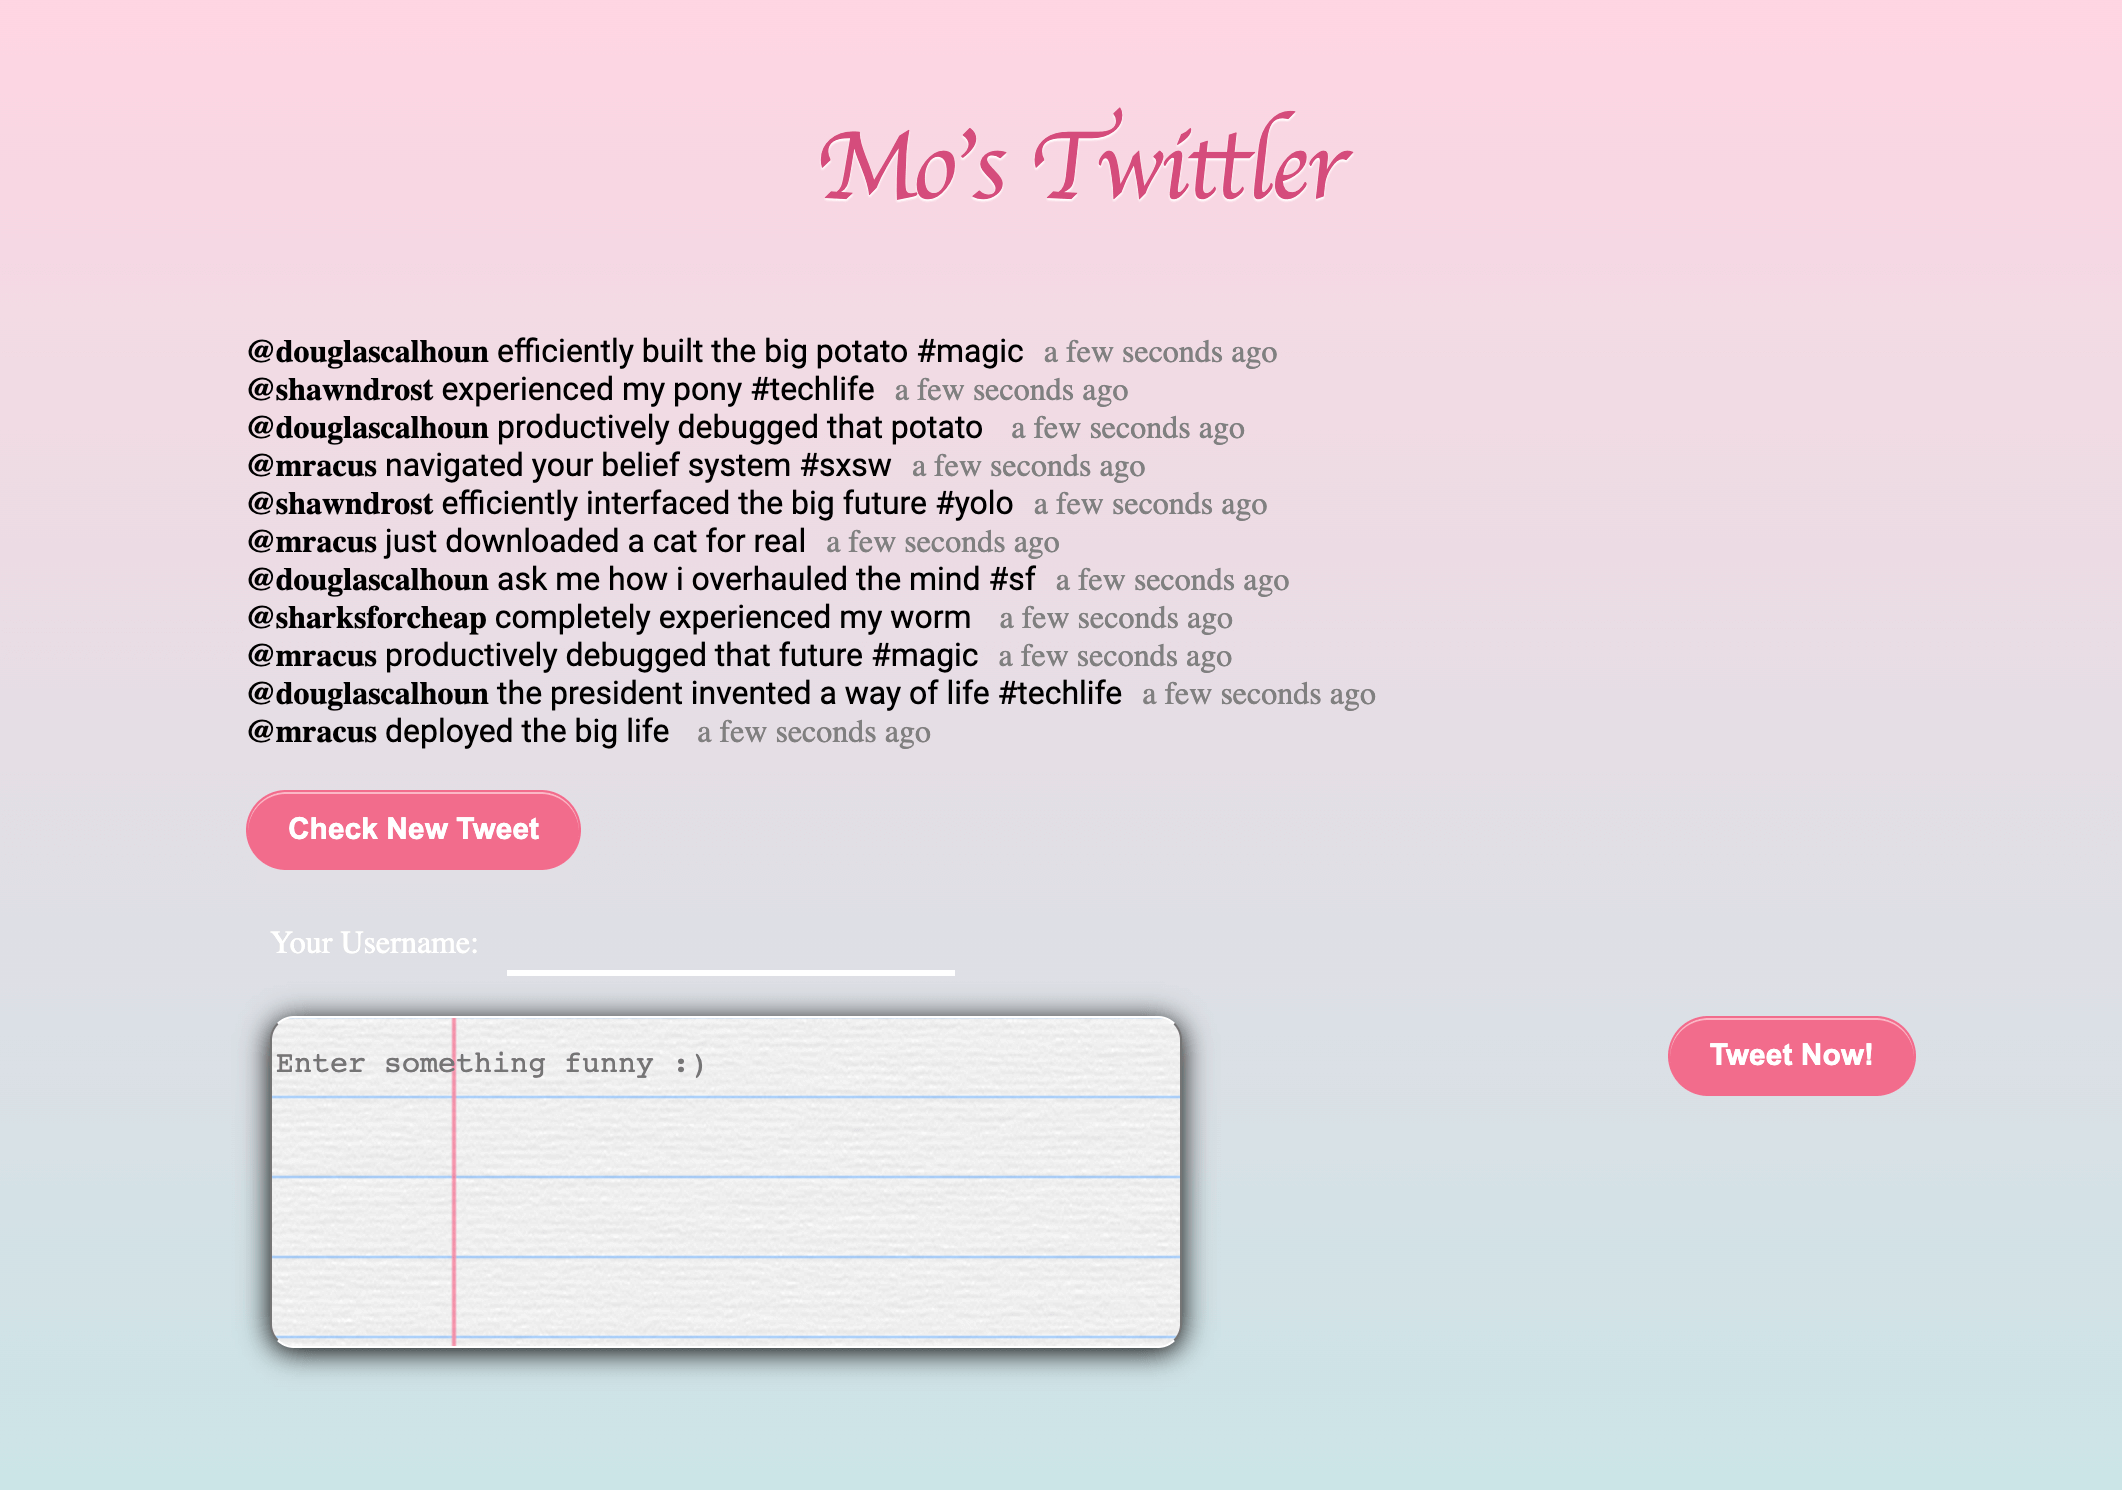 Mo's Twittler
@douglascalhoun efficiently built the big potato #magic a few seconds ago
@shawndrost experienced my pony #techlife a few seconds ago
@douglascalhoun productively debugged that potato a few seconds ago
@mracus navigated your belief system #sxsw a few seconds ago
@shawndrost efficiently interfaced the big future #yolo a few seconds ago
@mracus just downloaded a cat for real a few seconds ago
@douglascalhoun ask me how i overhauled the mind #sf a few seconds ago
@sharksforcheap completely experienced my worm a few seconds ago
@mracus productively debugged that future #magic a few seconds ago
@douglascalhoun the president invented a way of life #techlife a few seconds ago
@mracus deployed the big life a few seconds ago
Check New Tweet
Your Username:
Enter something funny :)
Tweet Now!